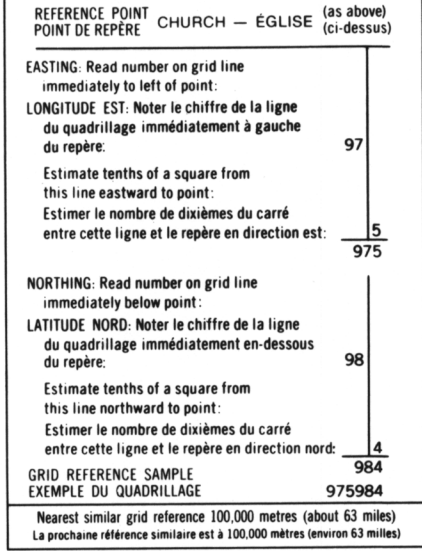 REFERENCE POINT CHURCH — ÉGLISE (as above)
POINT DE REPÈRE (ci-dessus)
EASTING: Read number on grid line
immediately to left of point:
LONGITUDE EST: Noter le chiffre de la ligne
du quadrillage immédiatement à gauche
du repère: 97
Estimate tenths of a square from
this line eastward to point:
Estimer le nombre de dixièmes du carré
entre cette ligne et le repère en direction est: 5
975
NORTHING: Read number on grid line
immediately below point:
LATITUDE NORD: Noter le chiffre de la ligne
du quadrillage immédiatement en-dessous
du repère: 98
Estimate tenths of a square from
this line northward to point:
Estimer le nombre de dixièmes du carré
entre cette ligne et le repère en direction nord: 4
984
GRID REFERENCE SAMPLE
EXEMPLE DU QUADRILLAGE 975984
Nearest similar grid reference 100,000 metres (about 63 miles)
La prochaine référence similaire est à 100,000 mètres (environ 63 milles)